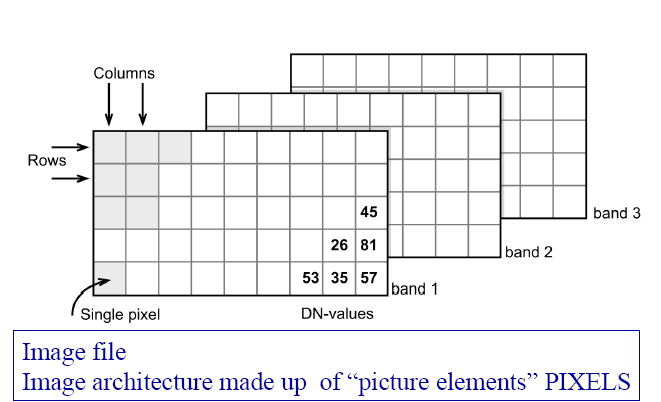 Columns
Rows
45
26 81
53 35 57
band 1
band 2
band 3
Single pixel
DN-values
Image file
Image architecture made up of “picture elements” PIXELS